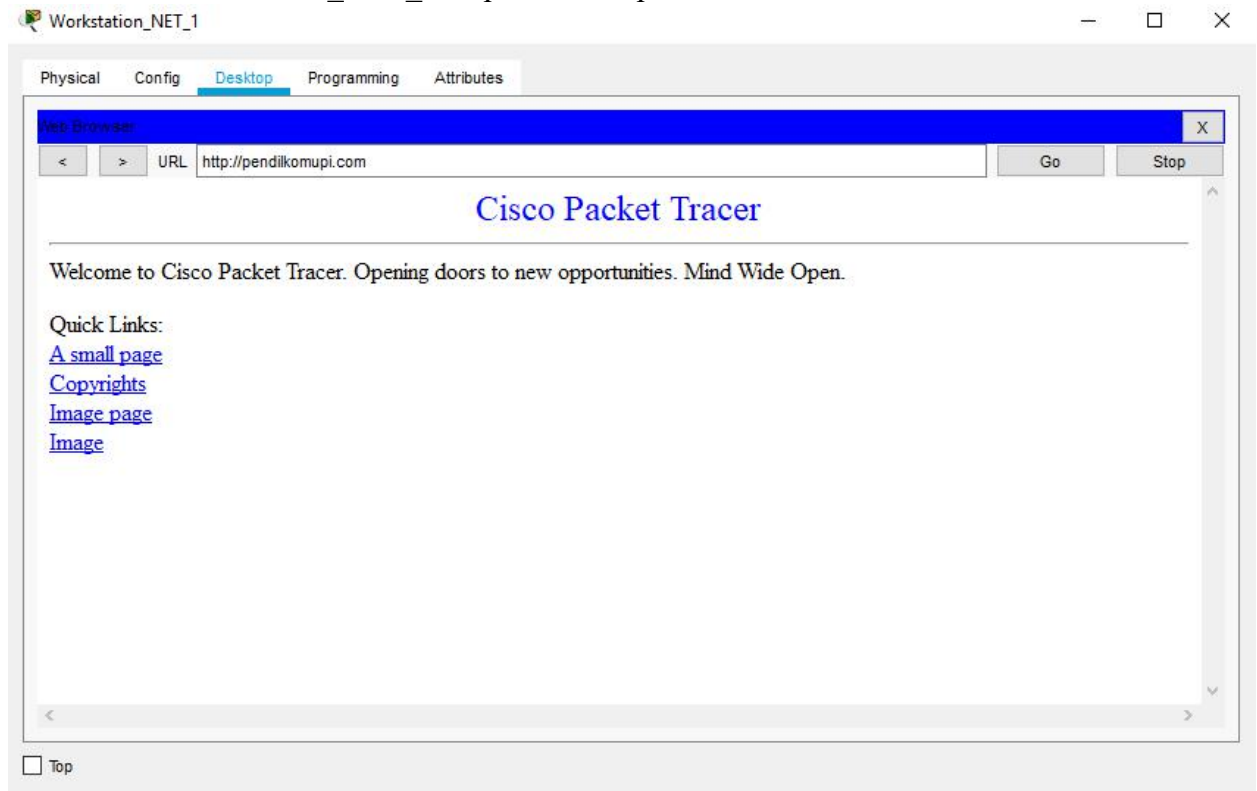 Workstation_NET_1
Physical Config Desktop Programming Attributes
Web Browser
X
< > URL http://pendilkomupi.com Go Stop
Cisco Packet Tracer
Welcome to Cisco Packet Tracer. Opening doors to new opportunities. Mind Wide Open.
Quick Links:
A small page
Copyrights
Image page
Image
Top